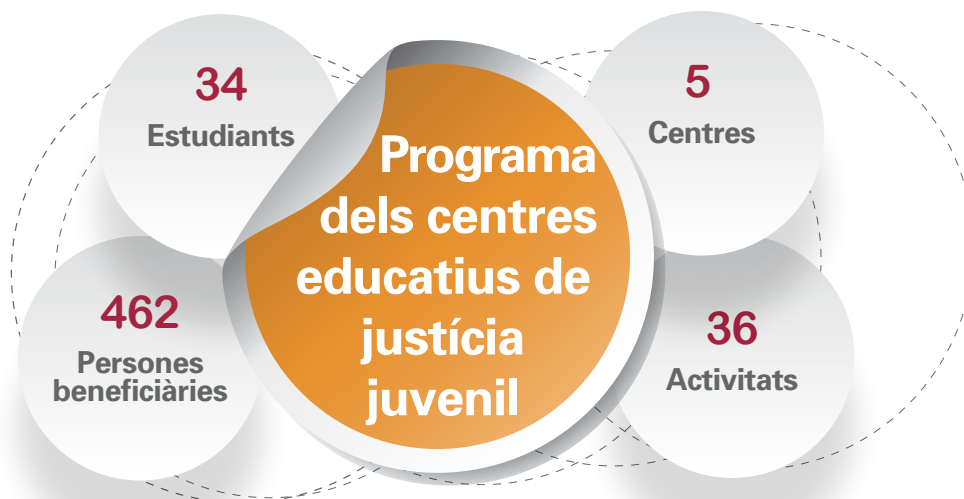 34
Estudiants
5
Centres
Programa
dels centres
educatius de
justícia
juvenil
462
Persones
beneficiàries
36
Activitats